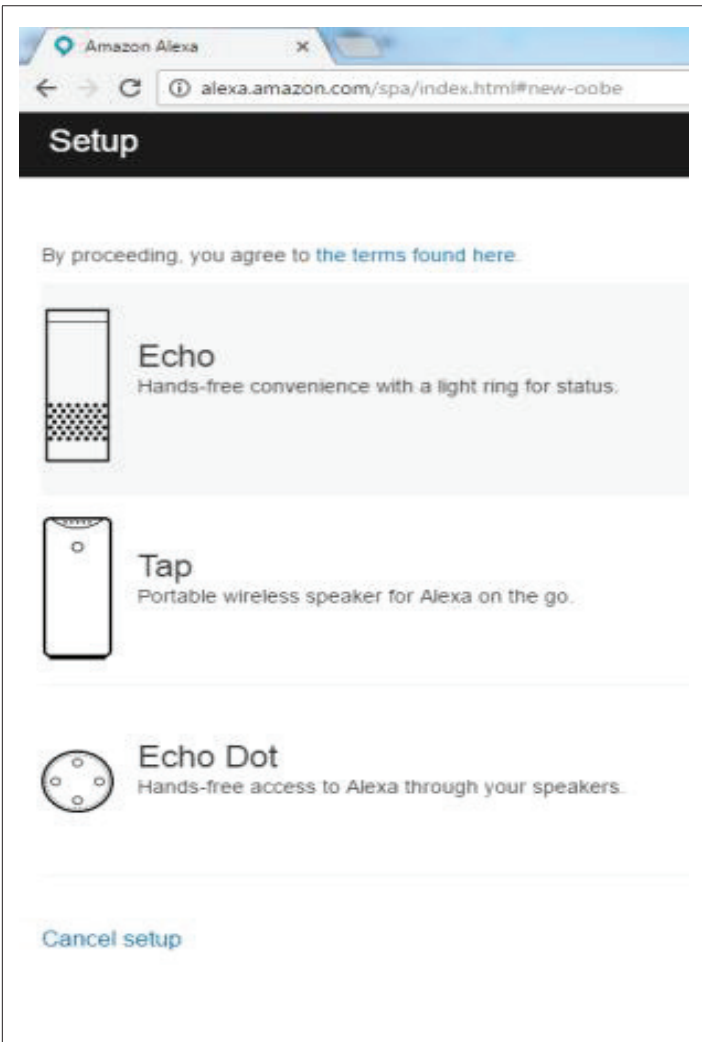 Amazon Alexa
alexa.amazon.com/spa/index.html#new-oobe
Setup
By proceeding, you agree to the terms found here.
Echo
Hands-free convenience with a light ring for status.
Tap
Portable wireless speaker for Alexa on the go.
Echo Dot
Hands-free access to Alexa through your speakers.
Cancel setup